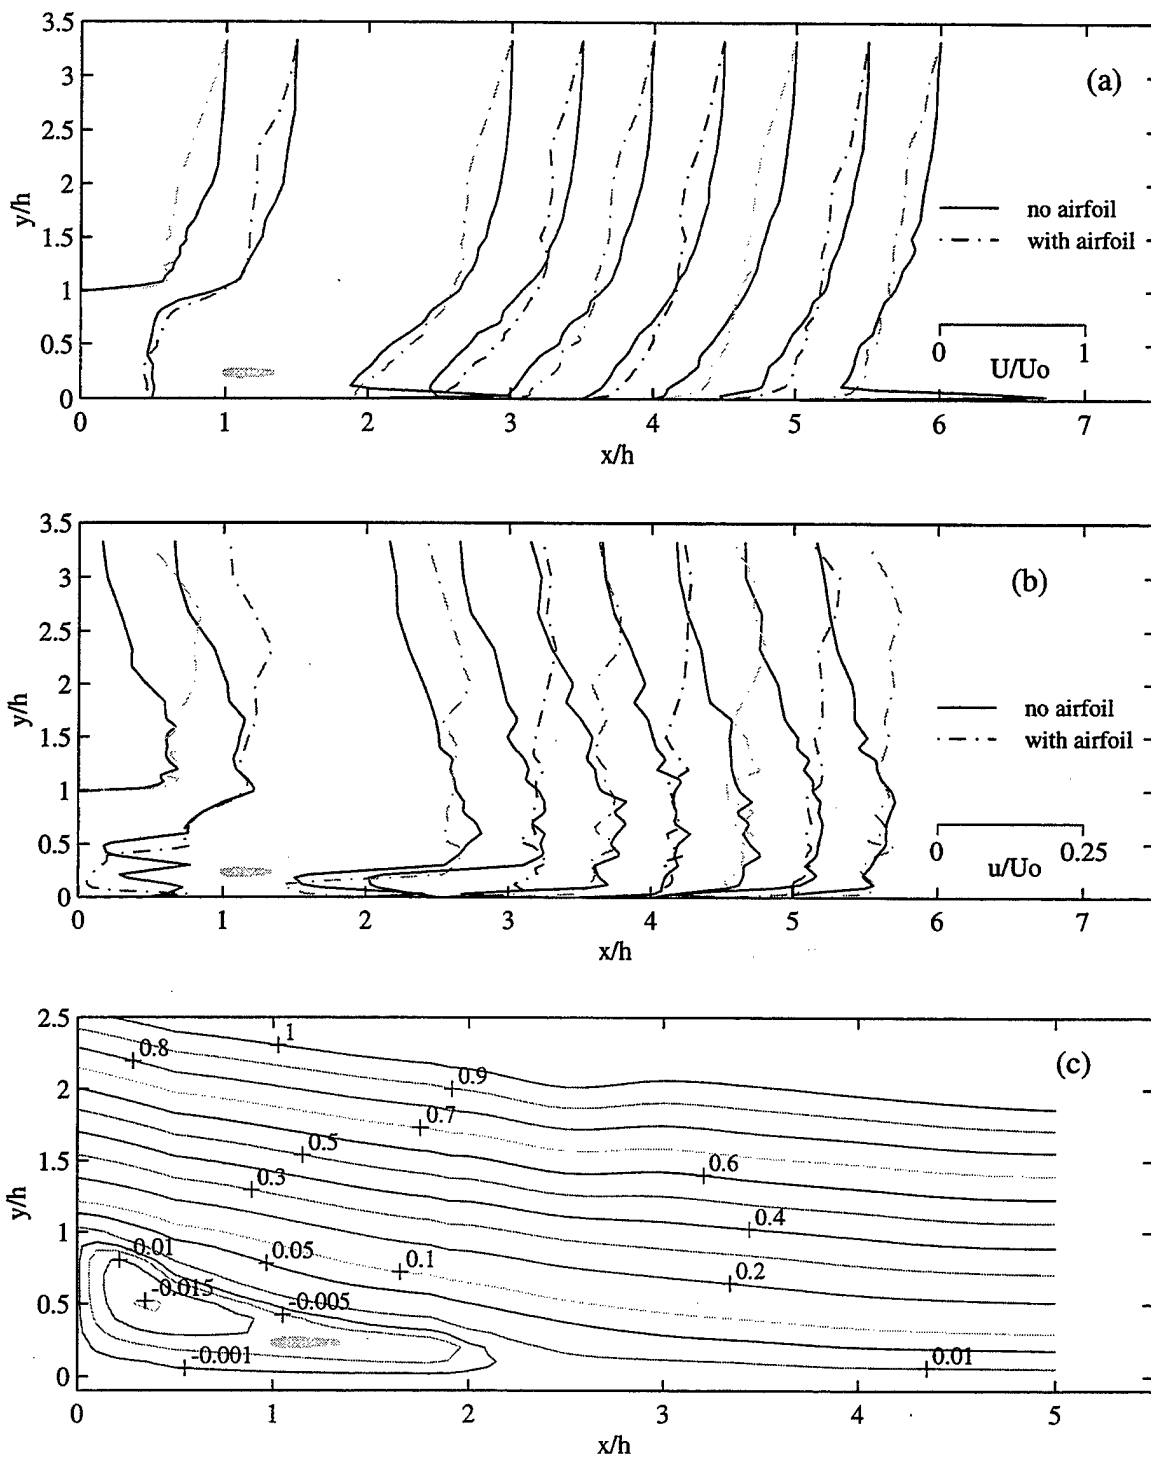 3.5
3
2.5
2
1.5
1
0.5
0
y/h
(a)
no airfoil
with airfoil
0 1
U/Uo
0 1 2 3 4 5 6 7
x/h
3.5
3
2.5
2
1.5
1
0.5
0
y/h
(b)
no airfoil
with airfoil
0 0.25
u/Uo
0 1 2 3 4 5 6 7
x/h
2.5
2
1.5
1
0.5
0
y/h
(c)
1
0.8
0.9
0.7
0.5
0.6
0.3
0.4
0.01
0.05
0.1
0.2
-0.015
-0.005
-0.001
0.01
0 1 2 3 4 5
x/h